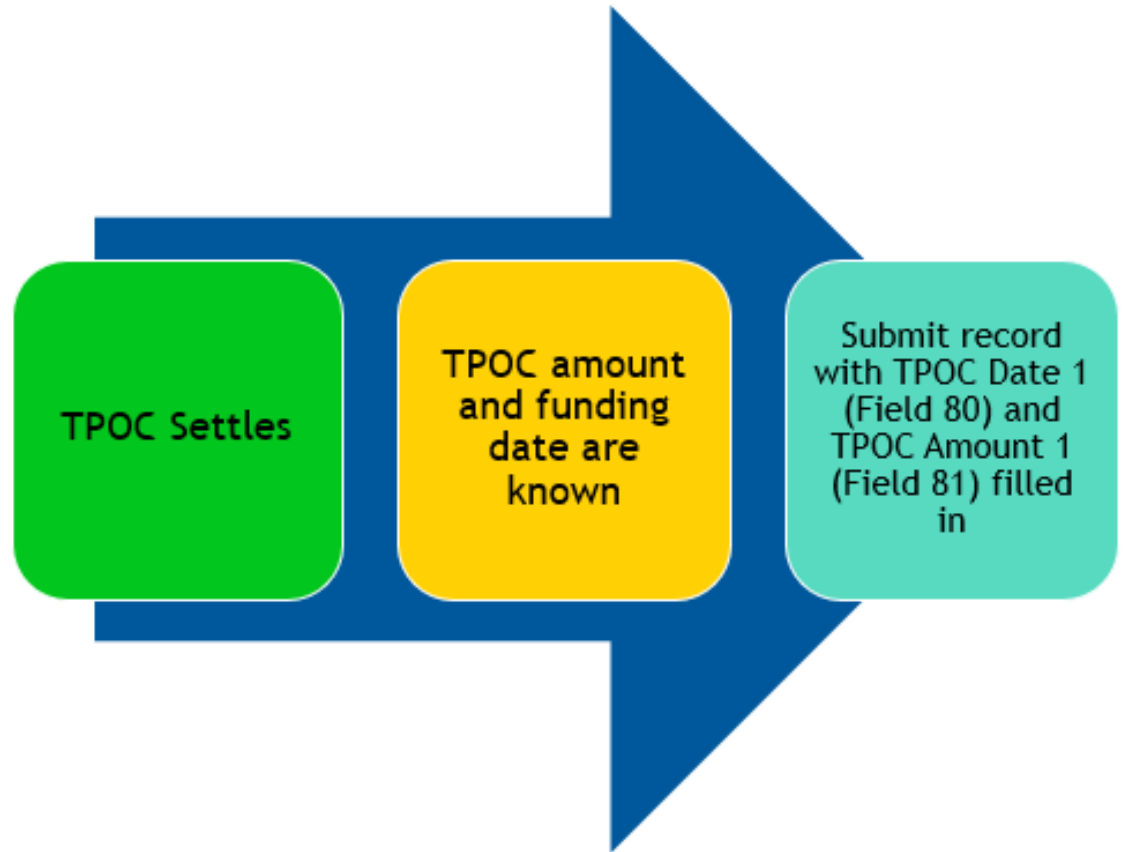 TPOC Settles
TPOC amount
and funding
date are
known
Submit record
with TPOC Date 1
(Field 80) and
TPOC Amount 1
(Field 81) filled
in